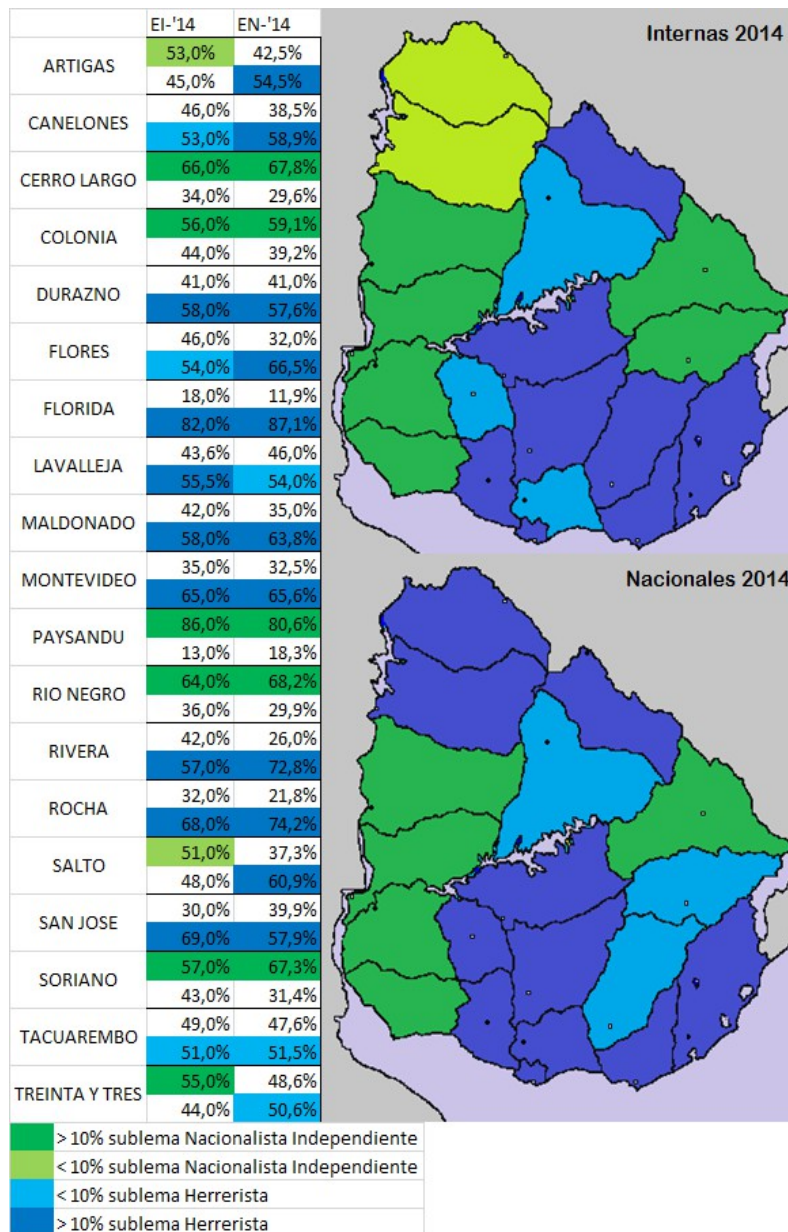 EI-'14 EN-'14
Internas 2014
ARTIGAS
53,0% 42,5%
45,0% 54,5%
CANELONES
46,0% 38,5%
53,0% 58,9%
CERRO LARGO
66,0% 67,8%
34,0% 29,6%
COLONIA
56,0% 59,1%
44,0% 39,2%
DURAZNO
41,0% 41,0%
58,0% 57,6%
FLORES
46,0% 32,0%
54,0% 66,5%
FLORIDA
18,0% 11,9%
82,0% 87,1%
LAVALLEJA
43,6% 46,0%
55,5% 54,0%
MALDONADO
42,0% 35,0%
58,0% 63,8%
MONTEVIDEO
35,0% 32,5%
65,0% 65,6%
Nacionales 2014
PAYSANDU
86,0% 80,6%
13,0% 18,3%
RIO NEGRO
64,0% 68,2%
36,0% 29,9%
RIVERA
42,0% 26,0%
57,0% 72,8%
ROCHA
32,0% 21,8%
68,0% 74,2%
SALTO
51,0% 37,3%
48,0% 60,9%
SAN JOSE
30,0% 39,9%
69,0% 57,9%
SORIANO
57,0% 67,3%
43,0% 31,4%
TACUAREMBO
49,0% 47,6%
51,0% 51,5%
TREINTA Y TRES
55,0% 48,6%
44,0% 50,6%
> 10% sublema Nacionalista Independiente
< 10% sublema Nacionalista Independiente
< 10% sublema Herrerista
> 10% sublema Herrerista